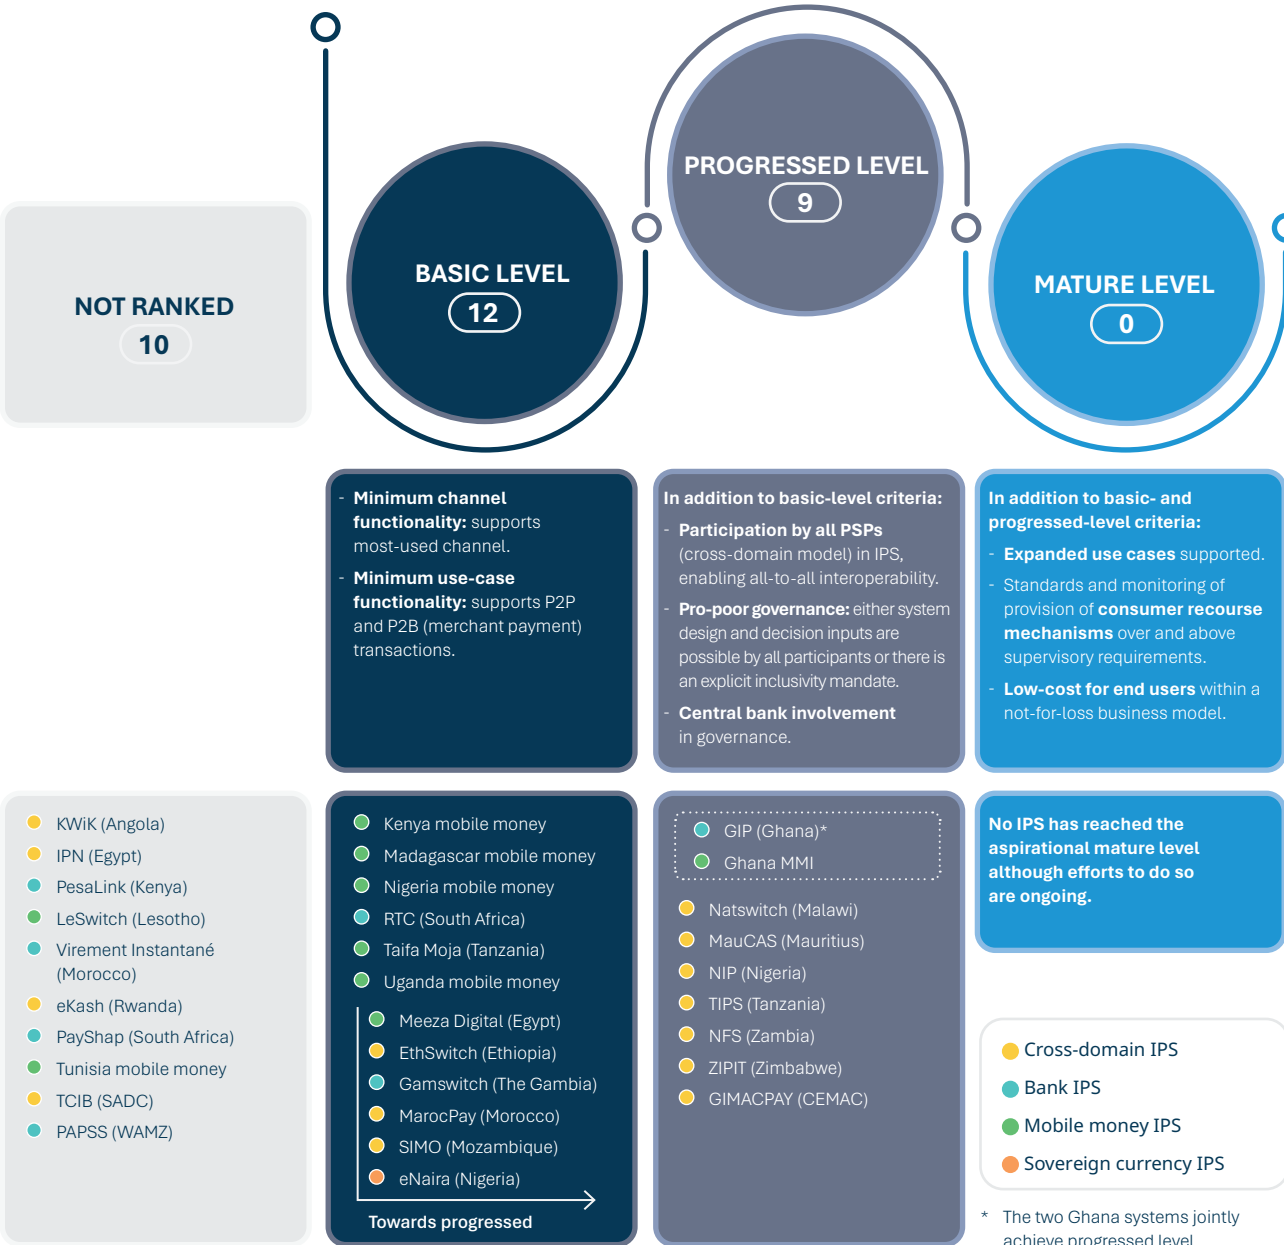 NOT RANKED
10
BASIC LEVEL
12
PROGRESSED LEVEL
9
MATURE LEVEL
0
- Minimum channel
functionality: supports
most-used channel.
- Minimum use-case
functionality: supports P2P
and P2B (merchant payment)
transactions.
In addition to basic-level criteria:
- Participation by all PSPs
(cross-domain model) in IPS,
enabling all-to-all interoperability.
- Pro-poor governance: either system
design and decision inputs are
possible by all participants or there is
an explicit inclusivity mandate.
- Central bank involvement
in governance.
In addition to basic- and
progressed-level criteria:
- Expanded use cases supported.
- Standards and monitoring of
provision of consumer recourse
mechanisms over and above
supervisory requirements.
- Low-cost for end users within a
not-for-loss business model.
KWiK (Angola)
IPN (Egypt)
PesaLink (Kenya)
LeSwitch (Lesotho)
Virement Instantané
(Morocco)
eKash (Rwanda)
PayShap (South Africa)
Tunisia mobile money
TCIB (SADC)
PAPSS (WAMZ)
Kenya mobile money
Madagascar mobile money
Nigeria mobile money
RTC (South Africa)
Taifa Moja (Tanzania)
Uganda mobile money
Meeza Digital (Egypt)
EthSwitch (Ethiopia)
Gamswitch (The Gambia)
MarocPay (Morocco)
SIMO (Mozambique)
eNaira (Nigeria)
Towards progressed
GIP (Ghana)*
Ghana MMI
Natswitch (Malawi)
MauCAS (Mauritius)
NIP (Nigeria)
TIPS (Tanzania)
NFS (Zambia)
ZIPIT (Zimbabwe)
GIMACPAY (CEMAC)
No IPS has reached the
aspirational mature level
although efforts to do so
are ongoing.
Cross-domain IPS
Bank IPS
Mobile money IPS
Sovereign currency IPS
* The two Ghana systems jointly
achieve progressed level